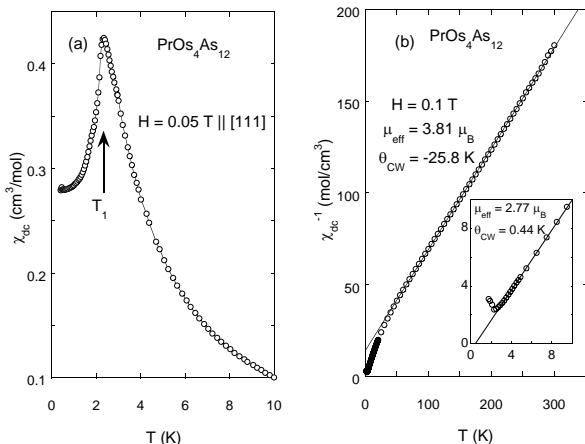 (a) PrOs4As12
H = 0.05 T || [111]
T1
χdc (cm³/mol)
0.4
0.3
0.2
0.1
0 2 4 6 8 10
T (K)
(b) PrOs4As12
H = 0.1 T
μeff = 3.81 μB
θCW = -25.8 K
χdc⁻¹ (mol/cm³)
200
150
100
50
0
0 50 100 150 200 250 300
T (K)
μeff = 2.77 μB
θCW = 0.44 K
8
4
0
0 4 8